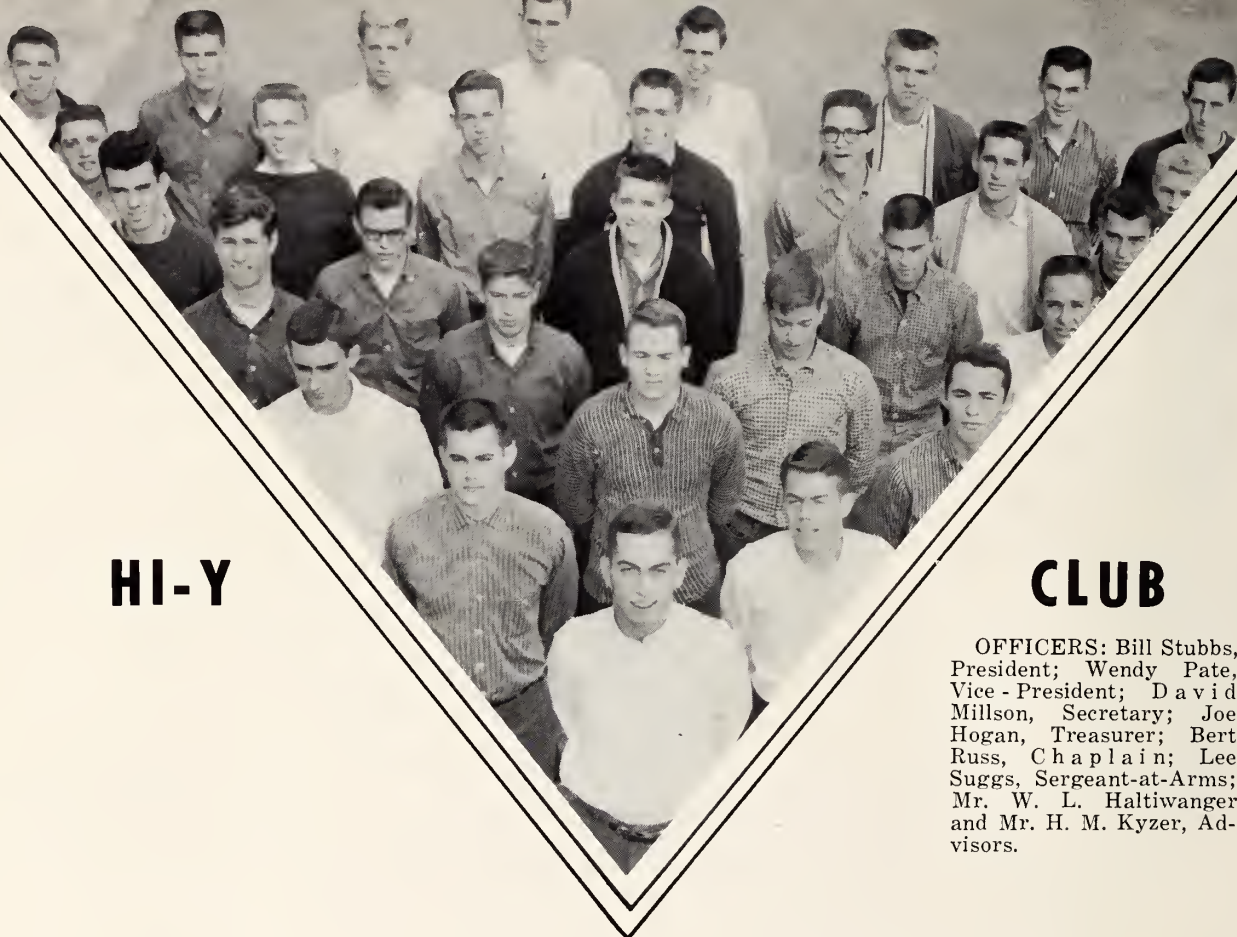 HI-Y
CLUB
OFFICERS: Bill Stubbs,
President; Wendy Pate,
Vice - President; David
Millson, Secretary; Joe
Hogan, Treasurer; Bert
Russ, Chaplain; Lee
Suggs, Sergeant-at-Arms;
Mr. W. L. Haltiwanger
and Mr. H. M. Kyzer, Ad-
visors.